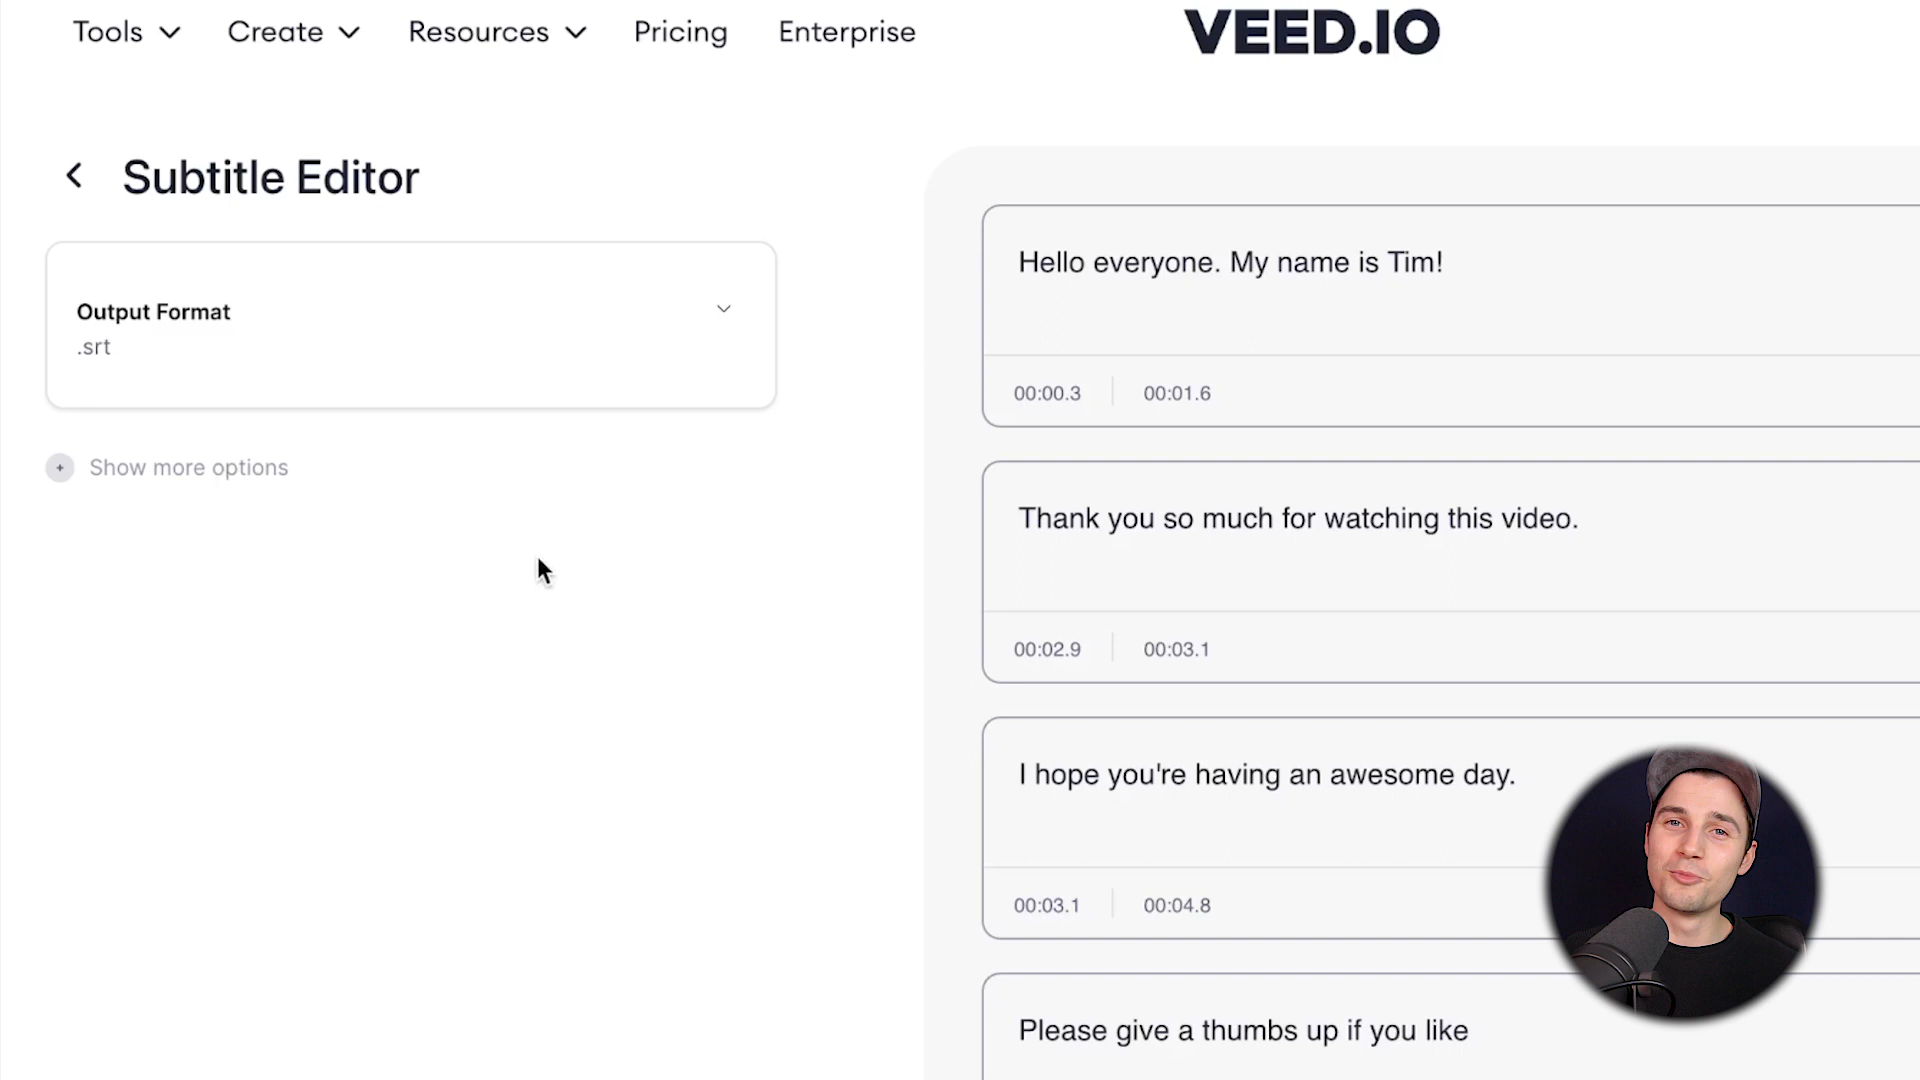 Tools
Create
Resources
Pricing
Enterprise
VEED.IO
Subtitle Editor
Output Format
.srt
Show more options
Hello everyone. My name is Tim!
00:00.3
00:01.6
Thank you so much for watching this video.
00:02.9
00:03.1
I hope you're having an awesome day.
00:03.1
00:04.8
Please give a thumbs up if you like